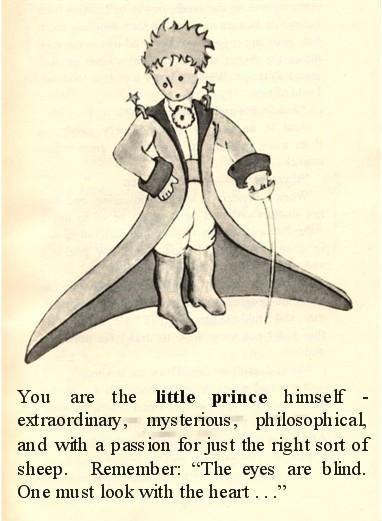 You are the little prince himself -
extraordinary, mysterious, philosophical,
and with a passion for just the right sort of
sheep. Remember: “The eyes are blind.
One must look with the heart . . .”